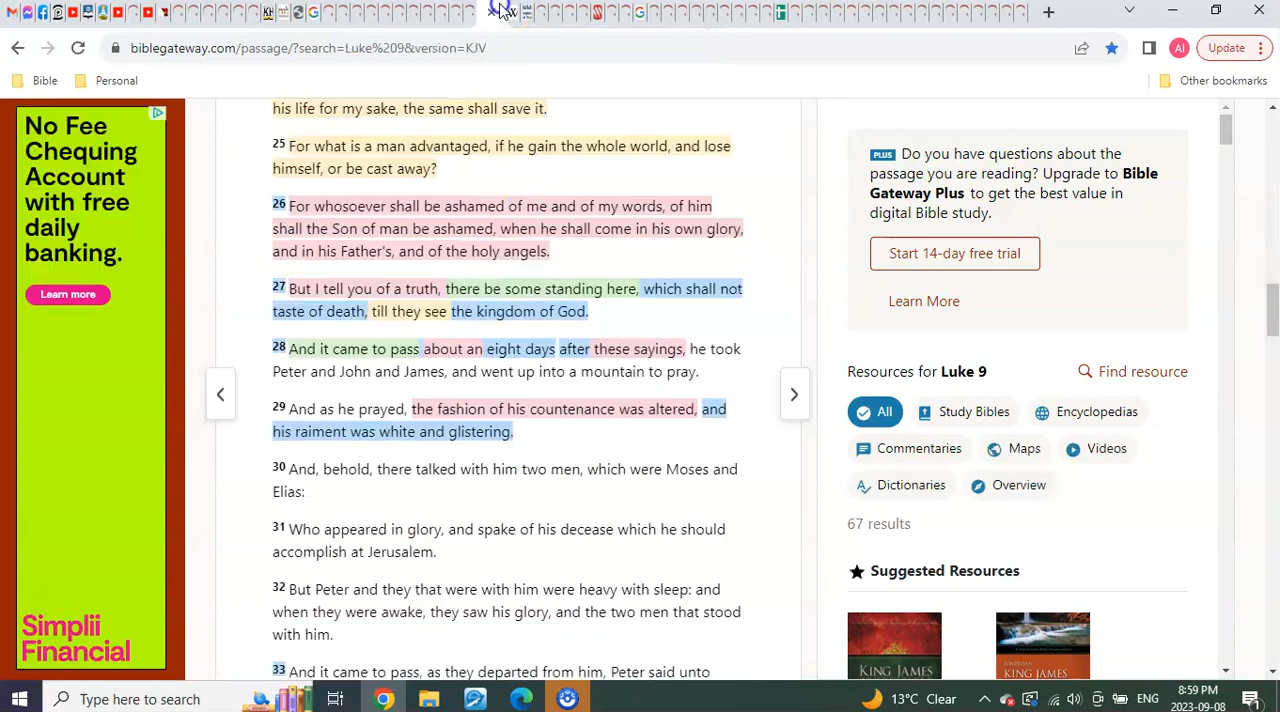 biblegateway.com/passage/?search=Luke%209&version=KJV
AI
Update
Bible
Personal
Other bookmarks
No Fee
Chequing
Account
with free
daily
banking.
Learn more
Simplii
Financial
his life for my sake, the same shall save it.
25 For what is a man advantaged, if he gain the whole world, and lose
himself, or be cast away?
26 For whosoever shall be ashamed of me and of my words, of him
shall the Son of man be ashamed, when he shall come in his own glory,
and in his Father's, and of the holy angels.
27 But I tell you of a truth, there be some standing here, which shall not
taste of death, till they see the kingdom of God.
28 And it came to pass about an eight days after these sayings, he took
Peter and John and James, and went up into a mountain to pray.
29 And as he prayed, the fashion of his countenance was altered, and
his raiment was white and glistering.
30 And, behold, there talked with him two men, which were Moses and
Elias:
31 Who appeared in glory, and spake of his decease which he should
accomplish at Jerusalem.
32 But Peter and they that were with him were heavy with sleep: and
when they were awake, they saw his glory, and the two men that stood
with him.
33 And it came to pass, as they departed from him, Peter said unto
PLUS Do you have questions about the
passage you are reading? Upgrade to Bible
Gateway Plus to get the best value in
digital Bible study.
Start 14-day free trial
Learn More
Resources for Luke 9
Find resource
All
Study Bibles
Encyclopedias
Commentaries
Maps
Videos
Dictionaries
Overview
67 results
Suggested Resources
KING JAMES
KING JAMES
Type here to search
13°C Clear
ENG
8:59 PM
2023-09-08
1